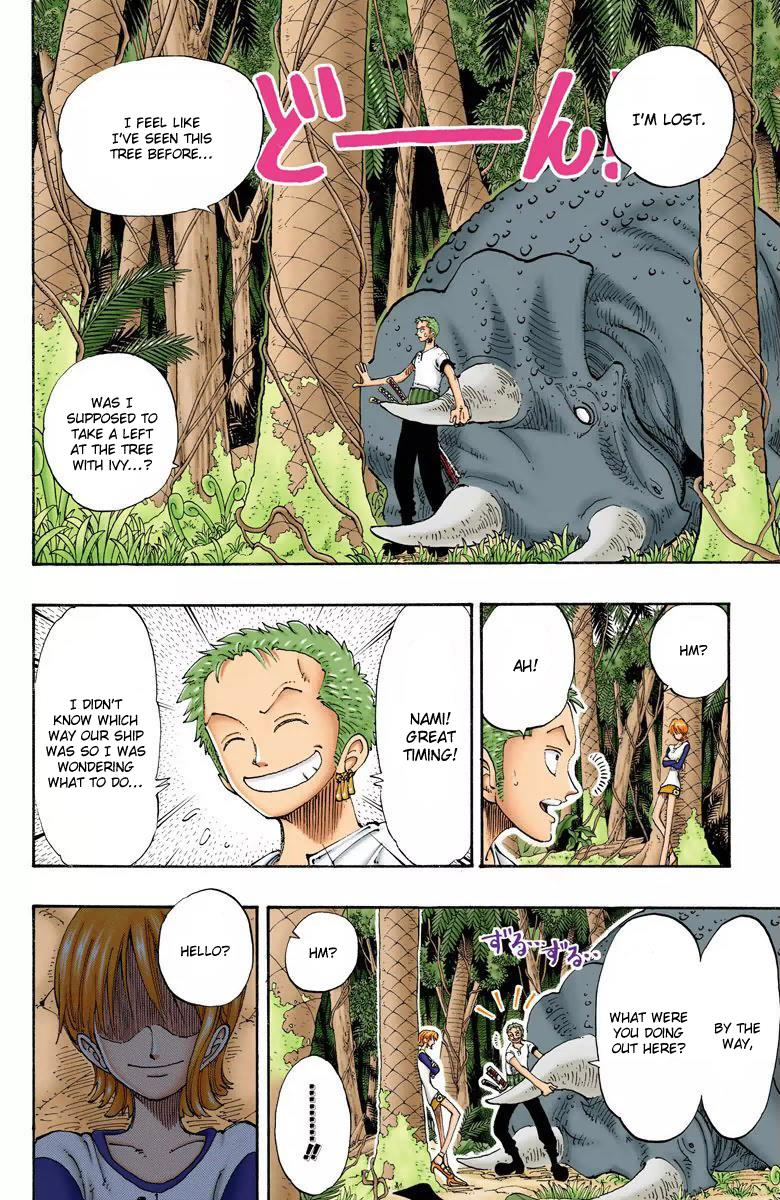 I'M LOST.
どーん!
I FEEL LIKE
I'VE SEEN THIS
TREE BEFORE...
WAS I
SUPPOSED TO
TAKE A LEFT
AT THE TREE
WITH IVY...?
HM?
AH!
NAMI!
GREAT
TIMING!
I DIDN'T
KNOW WHICH
WAY OUR SHIP
WAS SO I WAS
WONDERING
WHAT TO DO...
BY THE
WAY,
WHAT WERE
YOU DOING
OUT HERE?
ずる…ずる…
HM?
..........!!
HELLO?